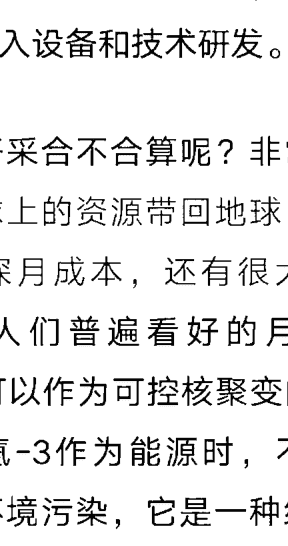 入设备和技术研发。
采合不合算呢？非
上的资源带回地球
月成本，还有很
人们普遍看好的月
可以作为可控核聚变
-3作为能源时，
境污染，它是一种